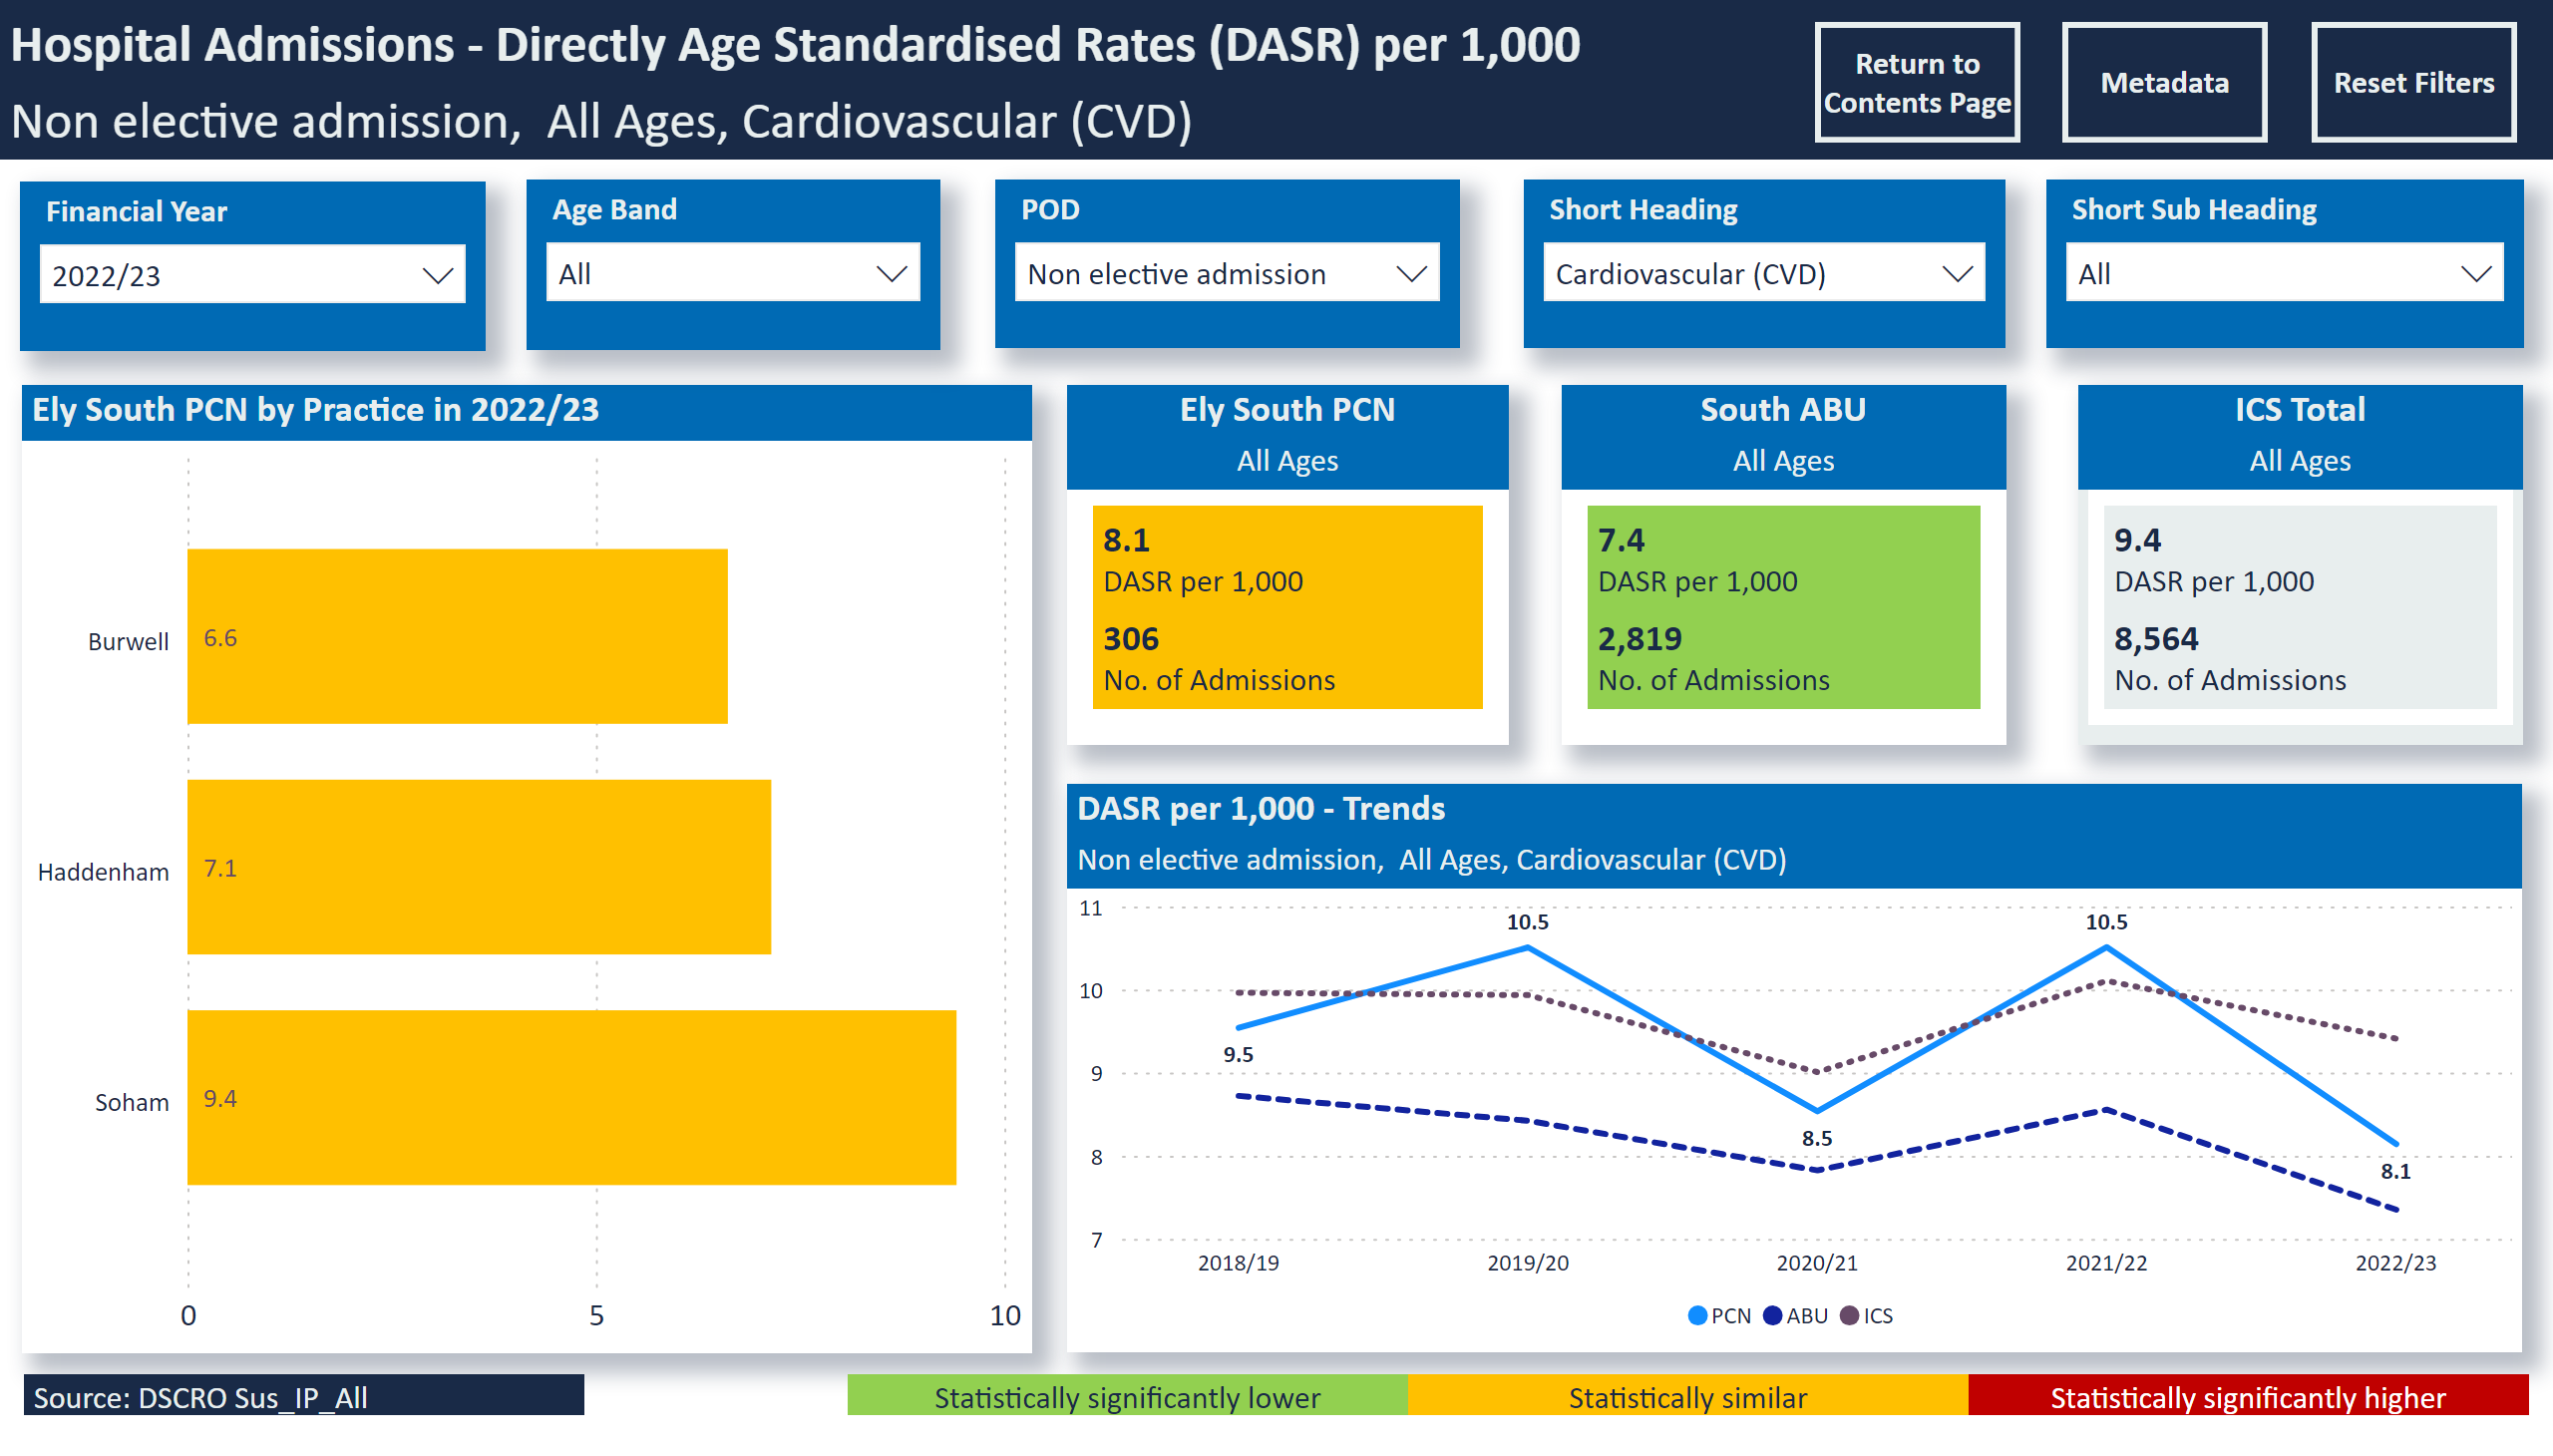 Hospital Admissions - Directly Age Standardised Rates (DASR) per 1,000
Non elective admission,  All Ages, Cardiovascular (CVD)
Return to
Contents Page
Metadata
Reset Filters
Financial Year
2022/23
Age Band
All
POD
Non elective admission
Short Heading
Cardiovascular (CVD)
Short Sub Heading
All
Ely South PCN by Practice in 2022/23
Burwell
6.6
Haddenham
7.1
Soham
9.4
0
5
10
Ely South PCN
All Ages
8.1
DASR per 1,000
306
No. of Admissions
South ABU
All Ages
7.4
DASR per 1,000
2,819
No. of Admissions
ICS Total
All Ages
9.4
DASR per 1,000
8,564
No. of Admissions
DASR per 1,000 - Trends
Non elective admission,  All Ages, Cardiovascular (CVD)
11
10
9
8
7
9.5
10.5
8.5
10.5
8.1
2018/19
2019/20
2020/21
2021/22
2022/23
PCN
ABU
ICS
Source: DSCRO Sus_IP_All
Statistically significantly lower
Statistically similar
Statistically significantly higher